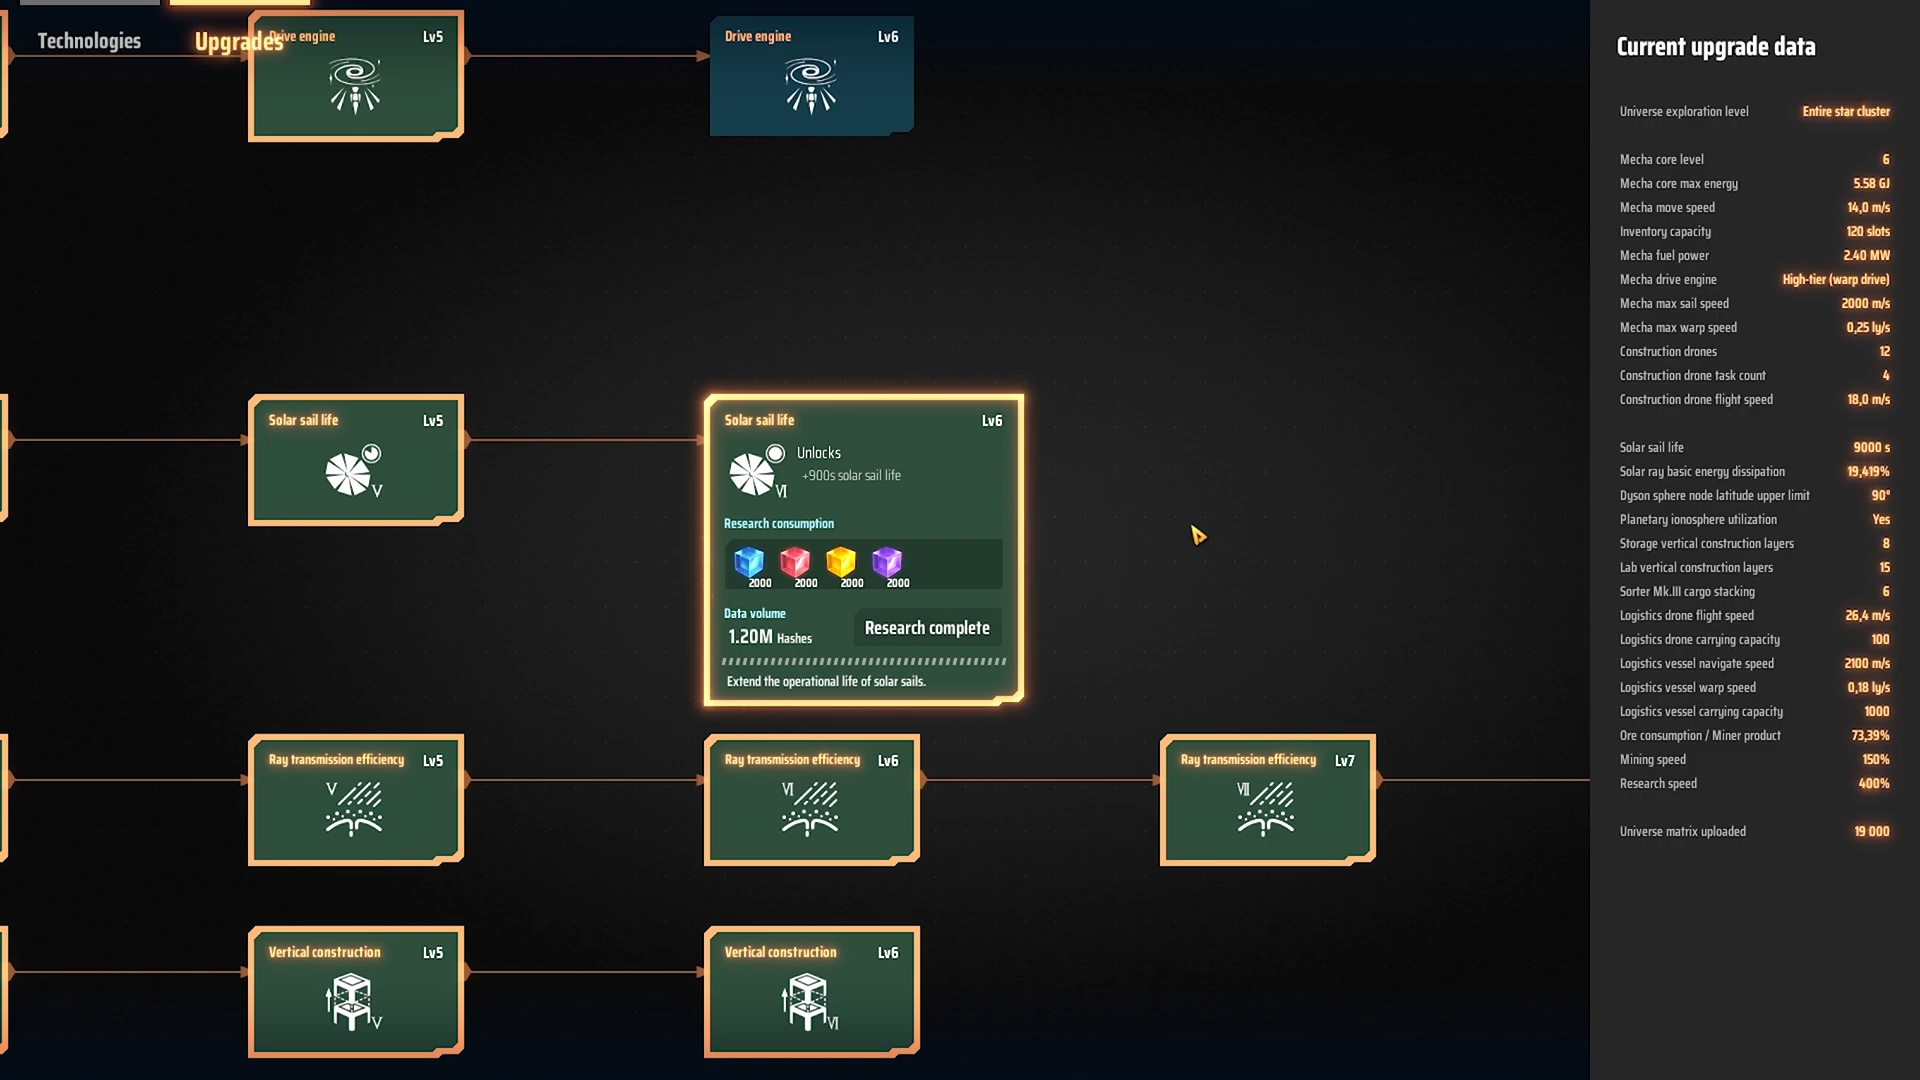 Technologies
Upgrades
Drive engine Lv5
Drive engine Lv6
Solar sail life Lv5
V
Solar sail life Lv6
VI
Unlocks
+900s solar sail life
Research consumption
2000 2000 2000 2000
Data volume
1.20M Hashes
Research complete
Extend the operational life of solar sails.
Ray transmission efficiency Lv5
V
Ray transmission efficiency Lv6
VI
Ray transmission efficiency Lv7
VII
Vertical construction Lv5
V
Vertical construction Lv6
VI
Current upgrade data
Universe exploration level Entire star cluster
Mecha core level 6
Mecha core max energy 5.58 GJ
Mecha move speed 14,0 m/s
Inventory capacity 120 slots
Mecha fuel power 2.40 MW
Mecha drive engine High-tier (warp drive)
Mecha max sail speed 2000 m/s
Mecha max warp speed 0,25 ly/s
Construction drones 12
Construction drone task count 4
Construction drone flight speed 18,0 m/s
Solar sail life 9000 s
Solar ray basic energy dissipation 19,419%
Dyson sphere node latitude upper limit 90°
Planetary ionosphere utilization Yes
Storage vertical construction layers 8
Lab vertical construction layers 15
Sorter Mk.III cargo stacking 6
Logistics drone flight speed 26,4 m/s
Logistics drone carrying capacity 100
Logistics vessel navigate speed 2100 m/s
Logistics vessel warp speed 0,18 ly/s
Logistics vessel carrying capacity 1000
Ore consumption / Miner product 73,39%
Mining speed 150%
Research speed 400%
Universe matrix uploaded 19 000